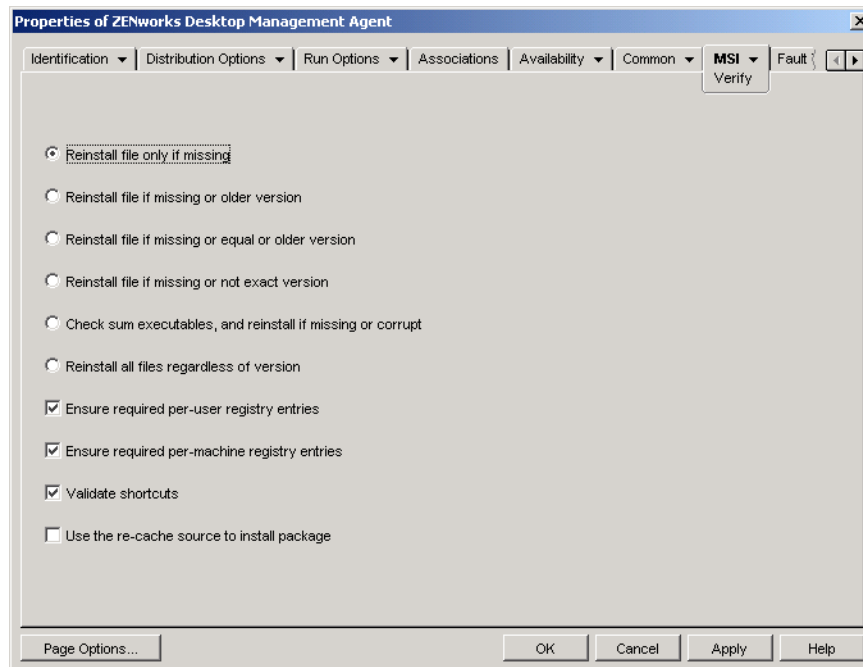 Properties of ZENworks Desktop Management Agent
Identification Distribution Options Run Options Associations Availability Common MSI Fault
Verify
Reinstall file only if missing
Reinstall file if missing or older version
Reinstall file if missing or equal or older version
Reinstall file if missing or not exact version
Check sum executables, and reinstall if missing or corrupt
Reinstall all files regardless of version
Ensure required per-user registry entries
Ensure required per-machine registry entries
Validate shortcuts
Use the re-cache source to install package
Page Options... OK Cancel Apply Help